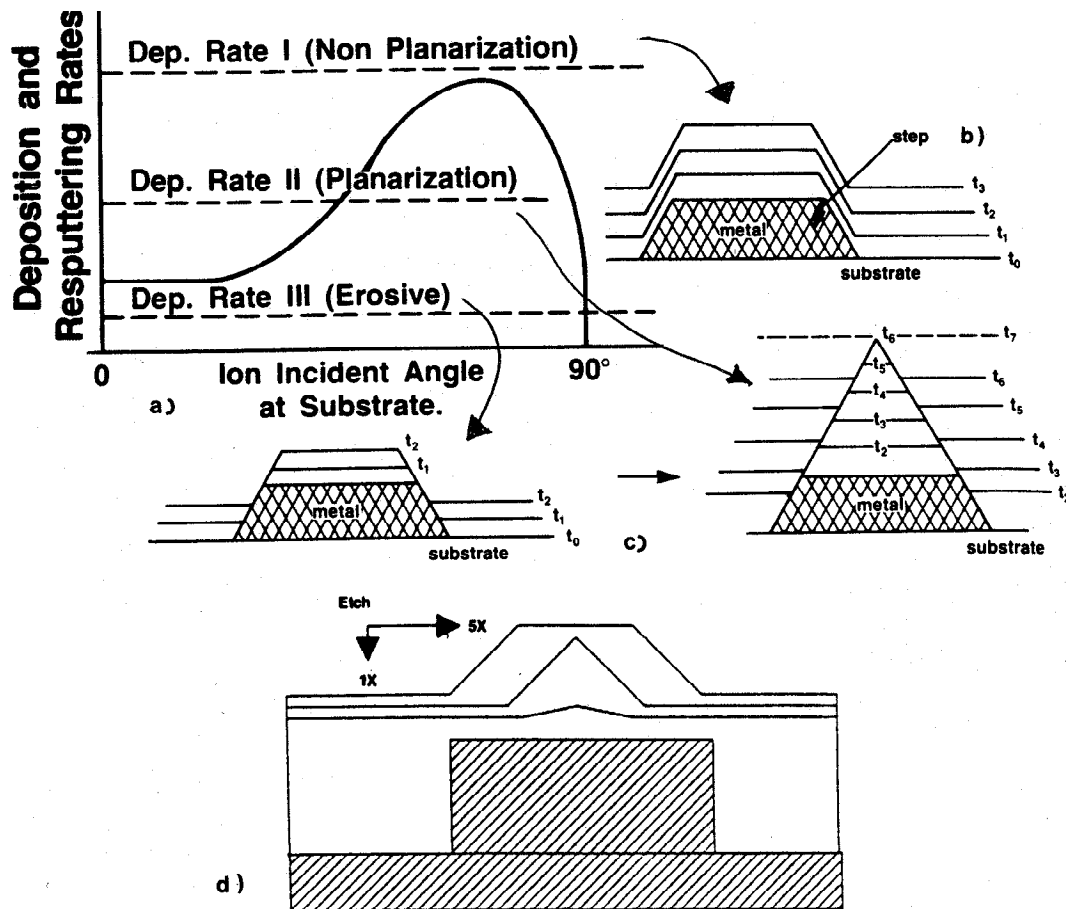 Deposition and
Resputtering Rates
Dep. Rate I (Non Planarization)
Dep. Rate II (Planarization)
Dep. Rate III (Erosive)
0
Ion Incident Angle
at Substrate.
90°
a)
step
b)
metal
t3
t2
t1
t0
substrate
t6
t7
t5
t6
t4
t5
t3
t4
t2
t3
metal
substrate
c)
t2
t1
metal
t2
t1
t0
substrate
Etch
5X
1X
d)